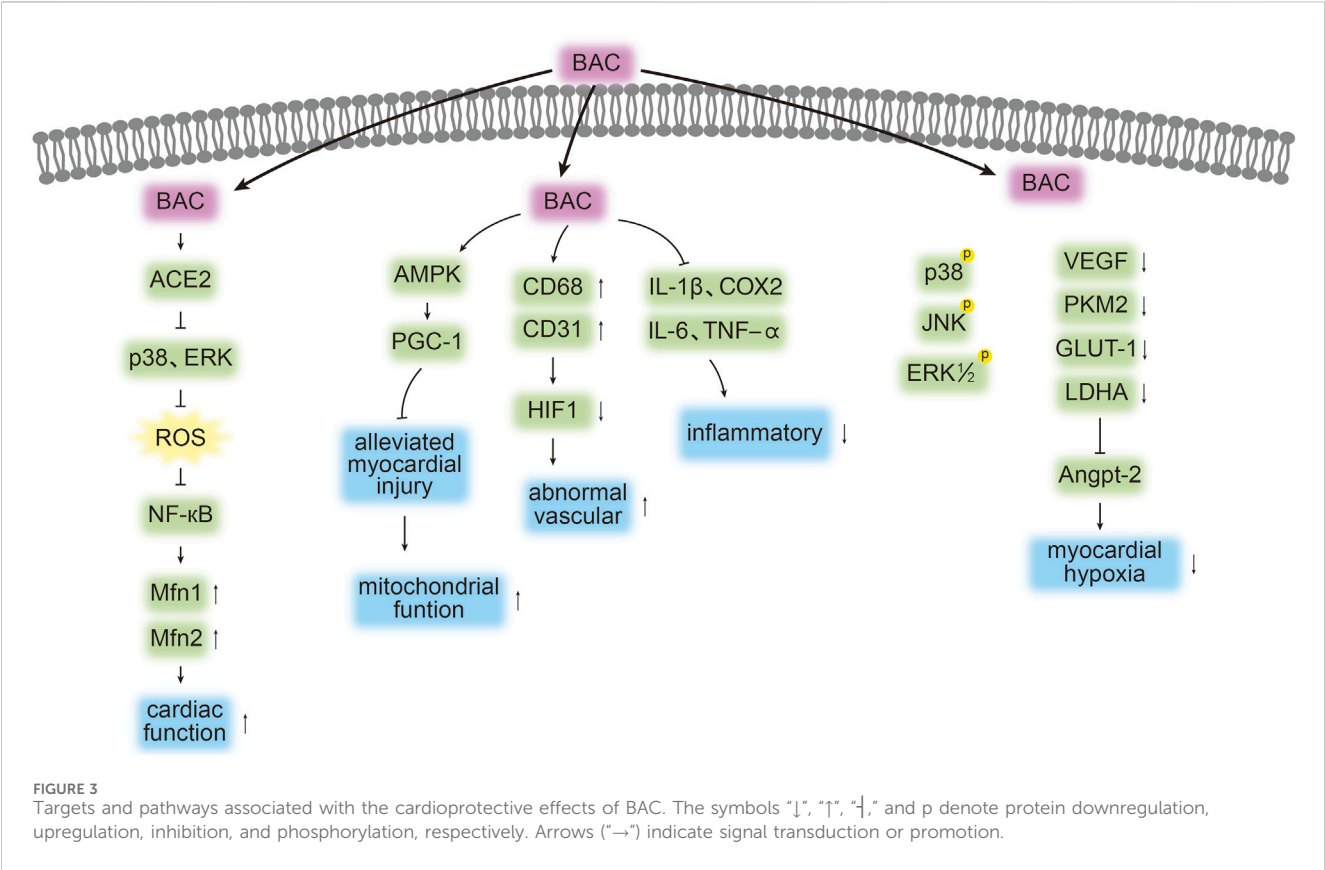 BAC
BAC
ACE2
p38、ERK
ROS
NF-κB
Mfn1 ↑
Mfn2 ↑
cardiac
function ↑
BAC
AMPK
PGC-1
alleviated
myocardial
injury
mitochondrial
funtion ↑
CD68 ↑
CD31 ↑
HIF1 ↓
abnormal
vascular ↑
IL-1β、COX2
IL-6、TNF-α
inflammatory ↓
BAC
p38 p
JNK p
ERK½ p
VEGF ↓
PKM2 ↓
GLUT-1 ↓
LDHA ↓
Angpt-2
myocardial
hypoxia ↓
FIGURE 3
Targets and pathways associated with the cardioprotective effects of BAC. The symbols “↓”, “↑”, “┤,” and p denote protein downregulation,
upregulation, inhibition, and phosphorylation, respectively. Arrows (“→”) indicate signal transduction or promotion.